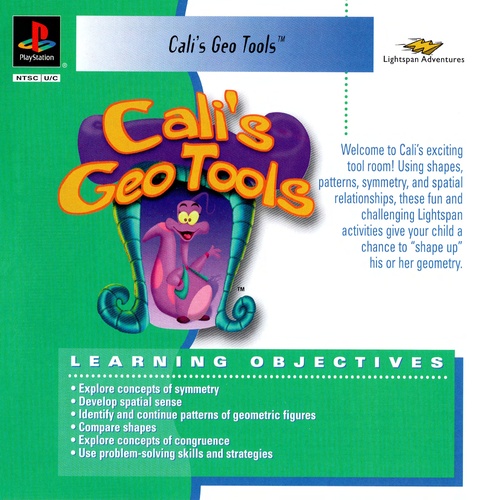 PlayStation
®
NTSC U/C
Cali's Geo Tools™
Lightspan Adventures
Cali's
Geo Tools
™
Welcome to Cali's exciting
tool room! Using shapes,
patterns, symmetry, and spatial
relationships, these fun and
challenging Lightspan
activities give your child a
chance to "shape up"
his or her geometry.
LEARNING OBJECTIVES
• Explore concepts of symmetry
• Develop spatial sense
• Identify and continue patterns of geometric figures
• Compare shapes
• Explore concepts of congruence
• Use problem-solving skills and strategies